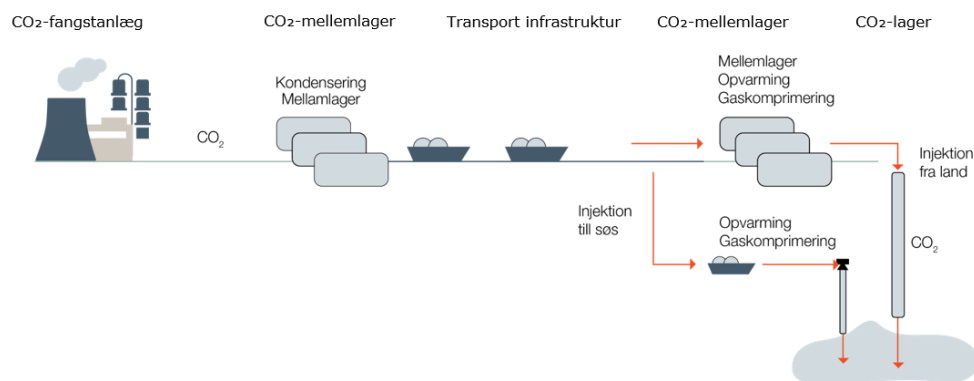 CO₂-fangstanlæg
CO₂-mellemlager
Transport infrastruktur
CO₂-mellemlager
CO₂-lager
Kondensering
Mellamlager
Mellemlager
Opvarming
Gaskomprimering
CO₂
Injektion
fra land
Injektion
till søs
Opvarming
Gaskomprimering
CO₂